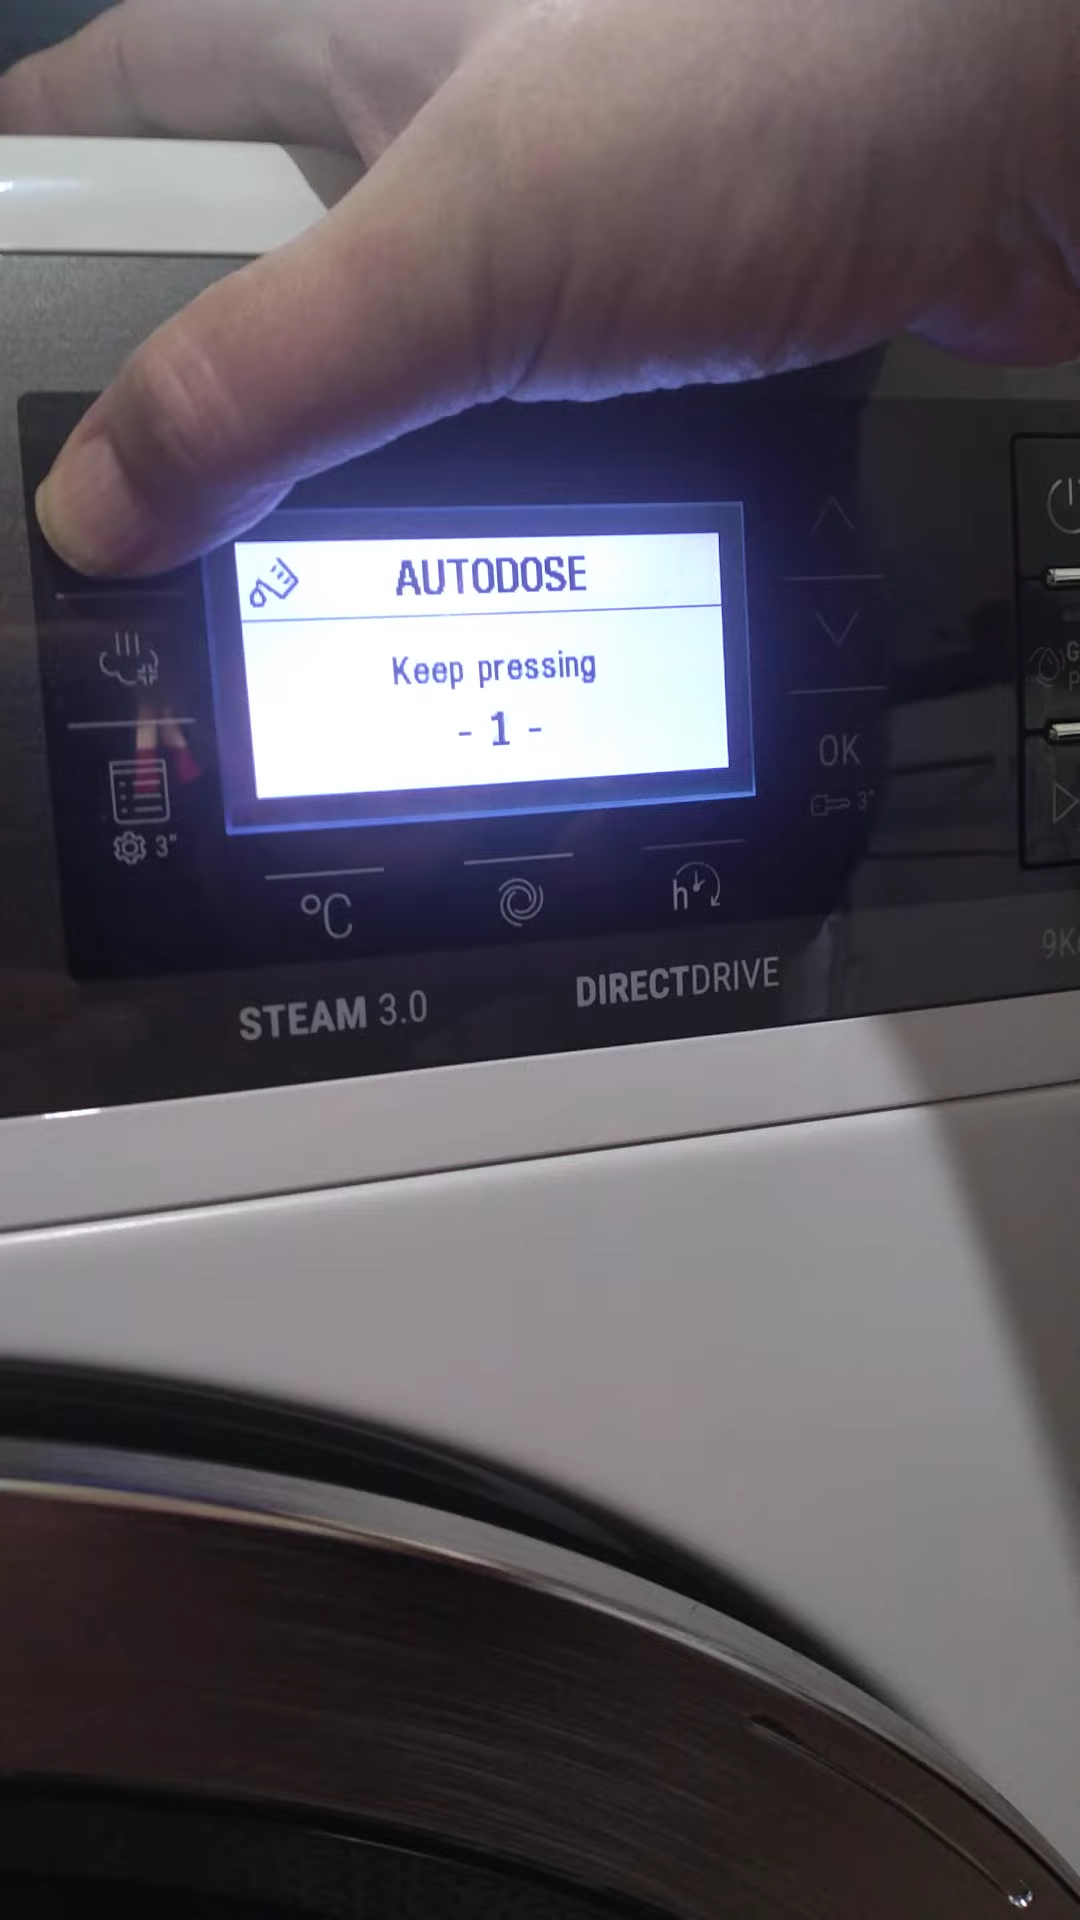 AUTODOSE
Keep pressing
- 1 -
OK
3"
3"
°C
h
STEAM 3.0
DIRECTDRIVE